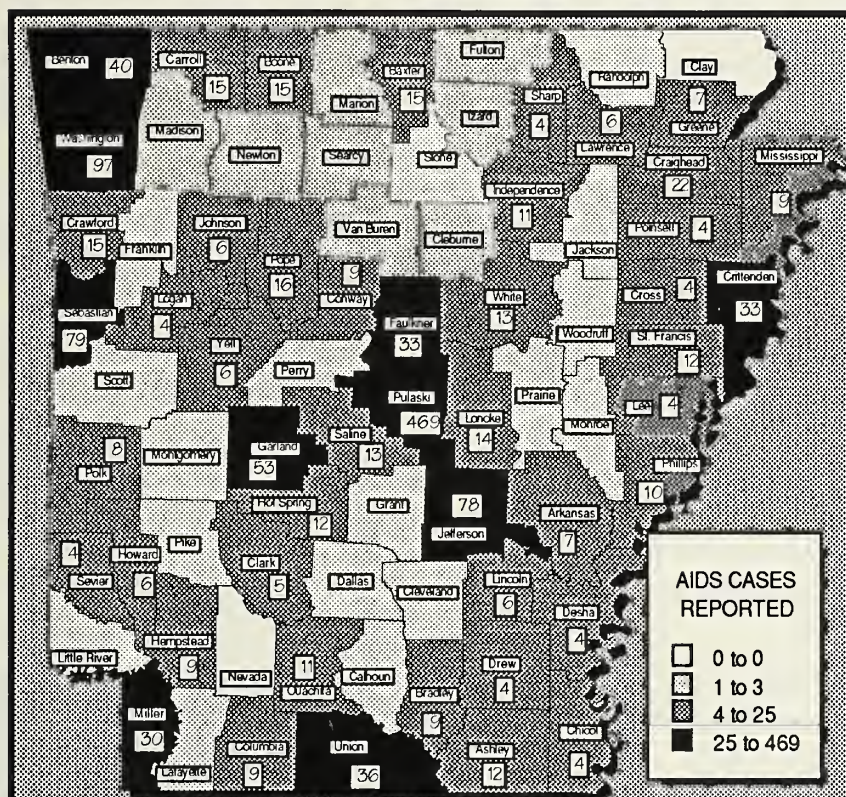 Benton 40
Carroll 15
Boone 15
Marion
Baxter 15
Fulton
Sharp 4
Randolph
6
Lawrence
Clay
7
Greene
Washington 97
Madison
Newton
Searcy
Stone
Izard
Independence 11
Craighead 22
Mississippi 9
Crawford 15
Franklin
Johnson 6
Pope 16
Van Buren
9
Conway
Cleburne
Jackson
Poinsett 4
Sebastian 79
Logan 4
Faulkner 33
White 13
Woodruff
Cross 4
Crittenden 33
Scott
Yell 6
Perry
Pulaski 469
Lonoke 14
Prairie
Monroe
St. Francis 12
Lee 4
8
Polk
Montgomery
Garland 53
Saline 13
Phillips 10
Hot Spring 12
Grant
78
Jefferson
Arkansas 7
4
Sevier
Howard 6
Pike
Clark 5
Dallas
Cleveland
Lincoln 6
Desha 4
Little River
Hempstead 9
Nevada
11
Ouachita
Calhoun
Bradley 9
Drew 4
Miller 30
Lafayette
Columbia 9
Union 36
Ashley 12
Chicot 4
AIDS CASES
REPORTED
0 to 0
1 to 3
4 to 25
25 to 469